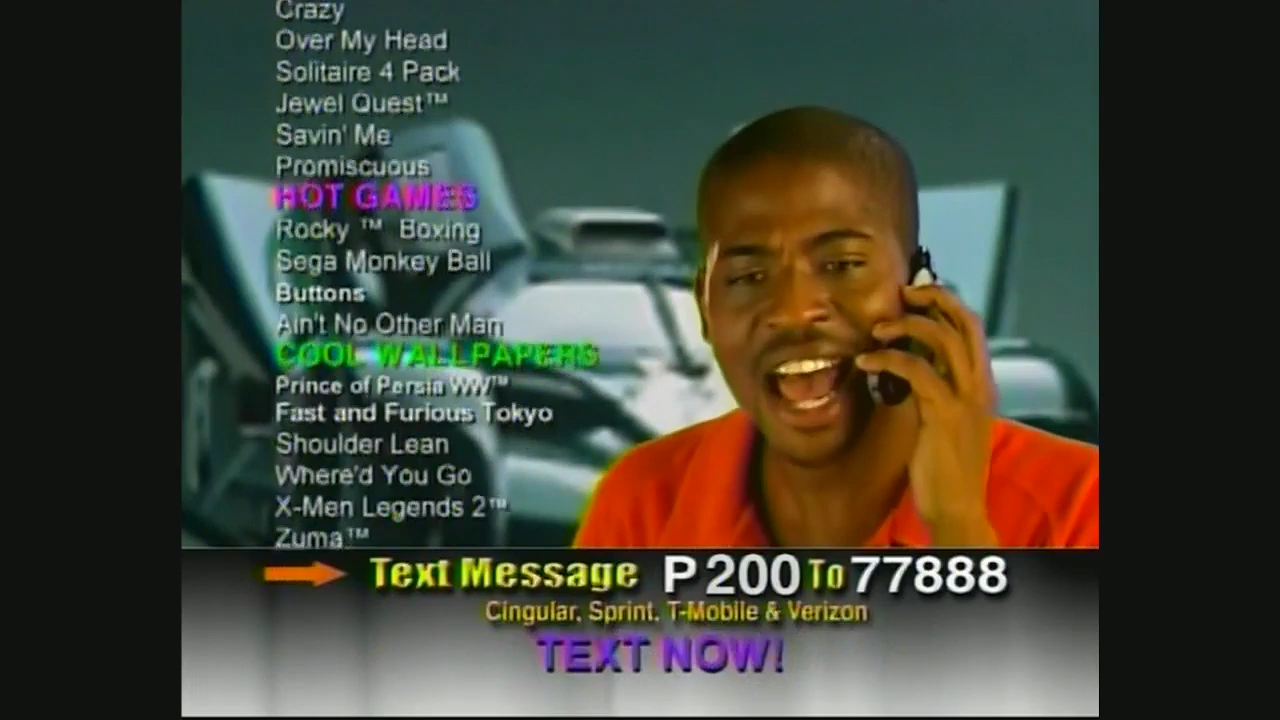 Crazy
Over My Head
Solitaire 4 Pack
Jewel Quest™
Savin' Me
Promiscuous
HOT GAMES
Rocky ™ Boxing
Sega Monkey Ball
Buttons
Ain't No Other Man
COOL WALLPAPERS
Prince of Persia WW™
Fast and Furious Tokyo
Shoulder Lean
Where'd You Go
X-Men Legends 2™
Zuma™
Text Message P 200 To 77888
Cingular, Sprint, T-Mobile & Verizon
TEXT NOW!